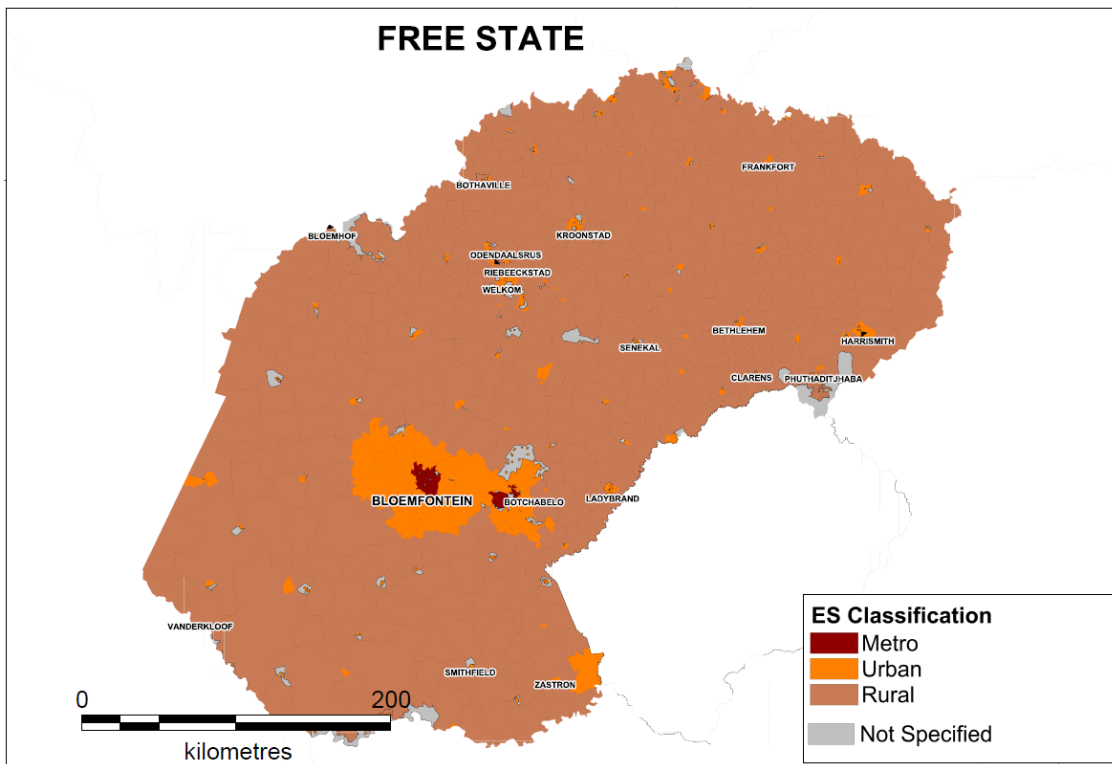 FREE STATE
FRANKFORT
BOTHAVILLE
BLOEMHOF
KROONSTAD
ODENDAALSRUS
RIEBEECKSTAD
WELKOM
BETHLEHEM
HARRISMITH
SENEKAL
CLARENS
PHUTHADITJHABA
BLOEMFONTEIN
BOTCHABELO
LADYBRAND
VANDERKLOOF
SMITHFIELD
ZASTRON
0 200
kilometres
ES Classification
Metro
Urban
Rural
Not Specified